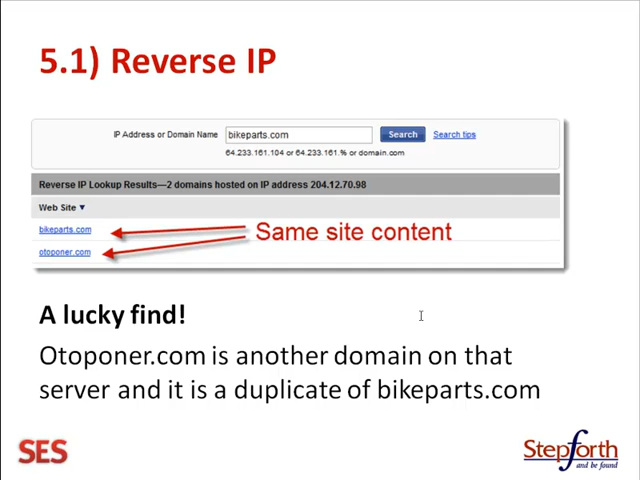 5.1) Reverse IP
IP Address or Domain Name bikeparts.com Search Search tips
64.233.161.104 or 64.233.161.% or domain.com
Reverse IP Lookup Results—2 domains hosted on IP address 204.12.70.98
Web Site ▼
bikeparts.com
Same site content
otoponer.com
A lucky find!
Otoponer.com is another domain on that
server and it is a duplicate of bikeparts.com
SES
Stepforth
and be found